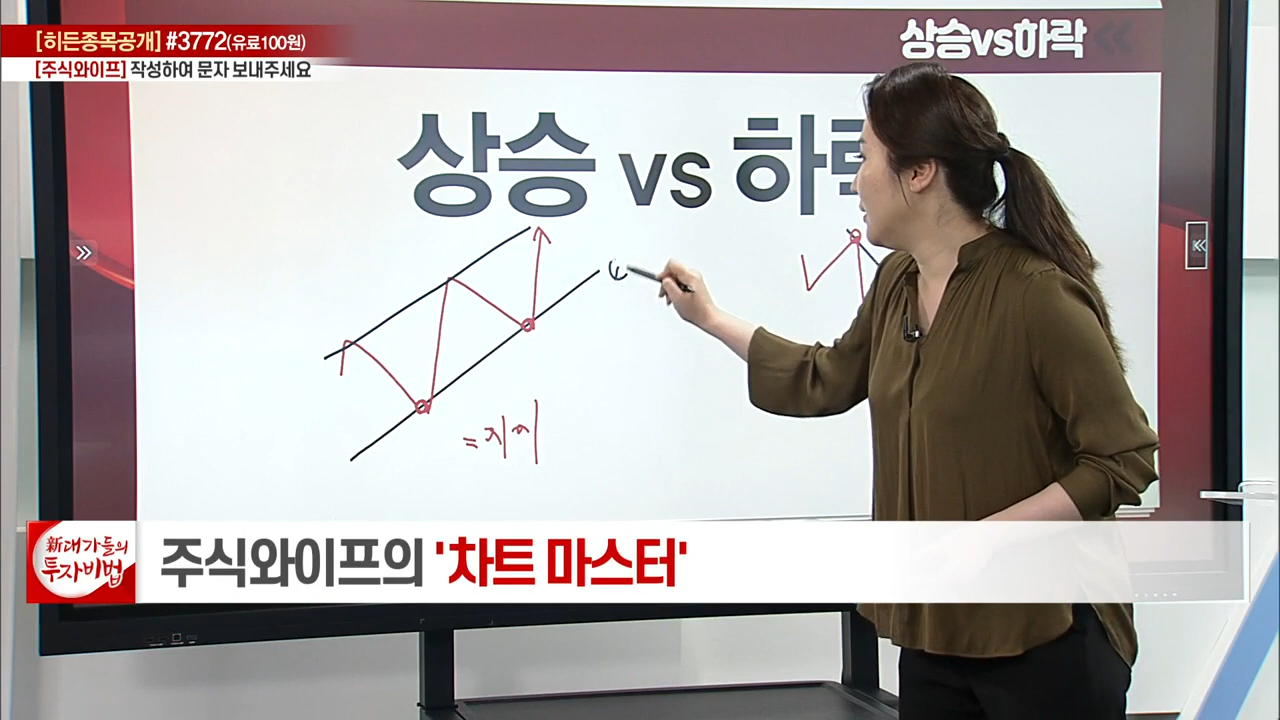 [히든종목공개] #3772(유료100원)
[주식와이프] 작성하여 문자 보내주세요
상승vs하락
상승 vs 하
= 지지
新대가들의
투자비법
주식와이프의 '차트 마스터'